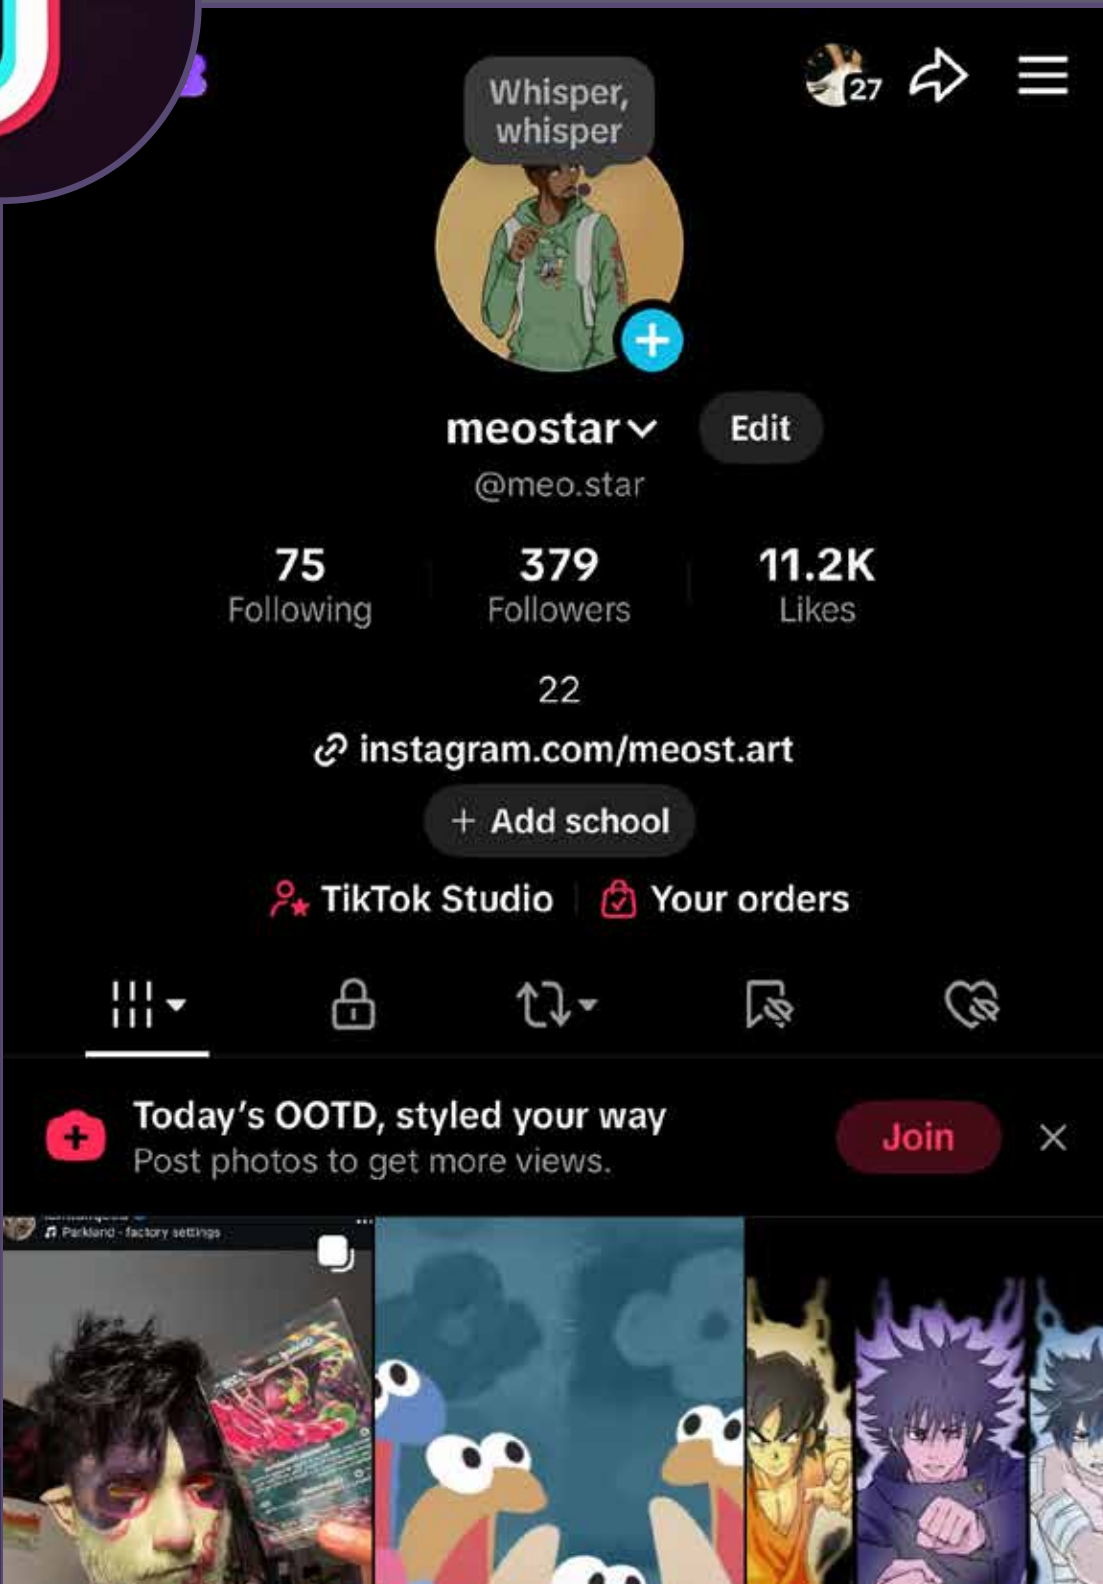 Whisper,
whisper
27
meostar
Edit
@meo.star
75
379
11.2K
Following
Followers
Likes
22
instagram.com/meost.art
+ Add school
TikTok Studio
Your orders
Today's OOTD, styled your way
Post photos to get more views.
Join
Parkland - factory settings